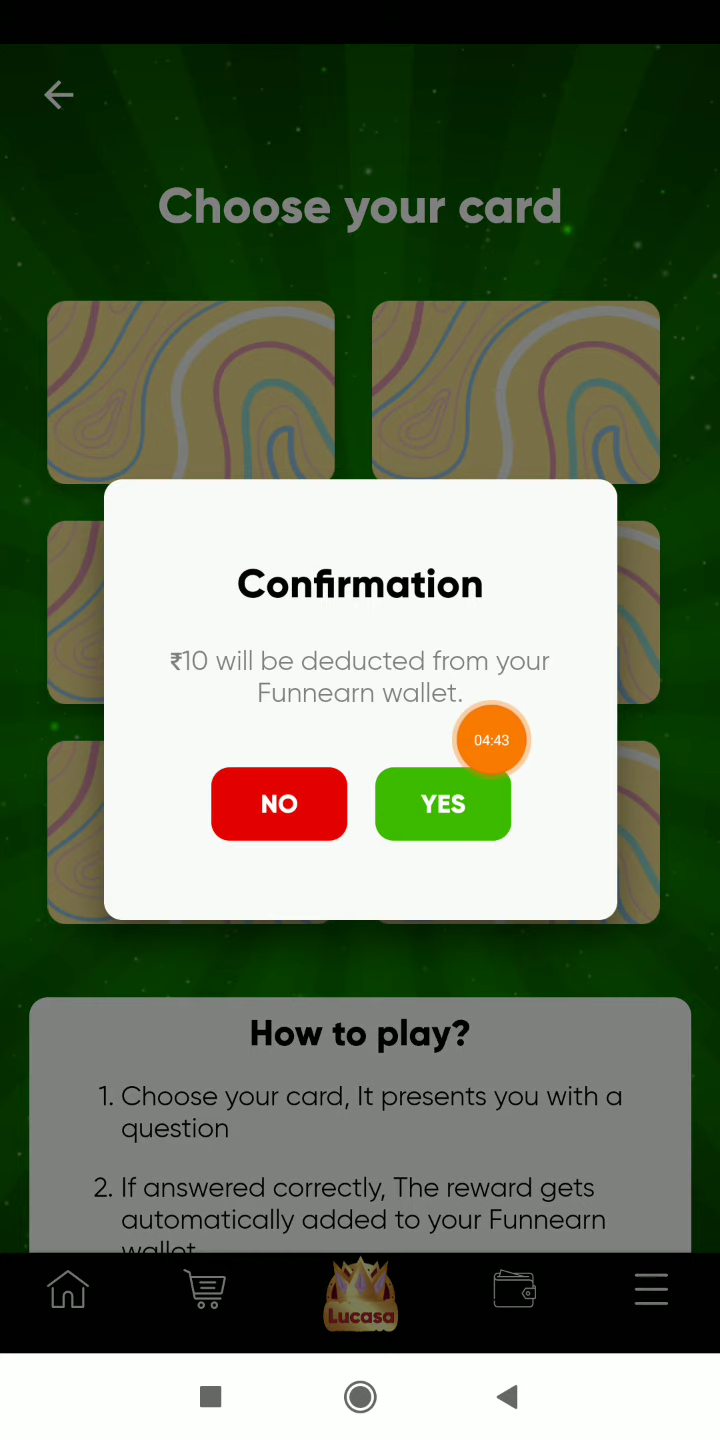 Choose your card
Confirmation
₹10 will be deducted from your
Funnearn wallet.
04:43
NO
YES
How to play?
1. Choose your card, It presents you with a
question
2. If answered correctly, The reward gets
automatically added to your Funnearn
wallet
Lucasa